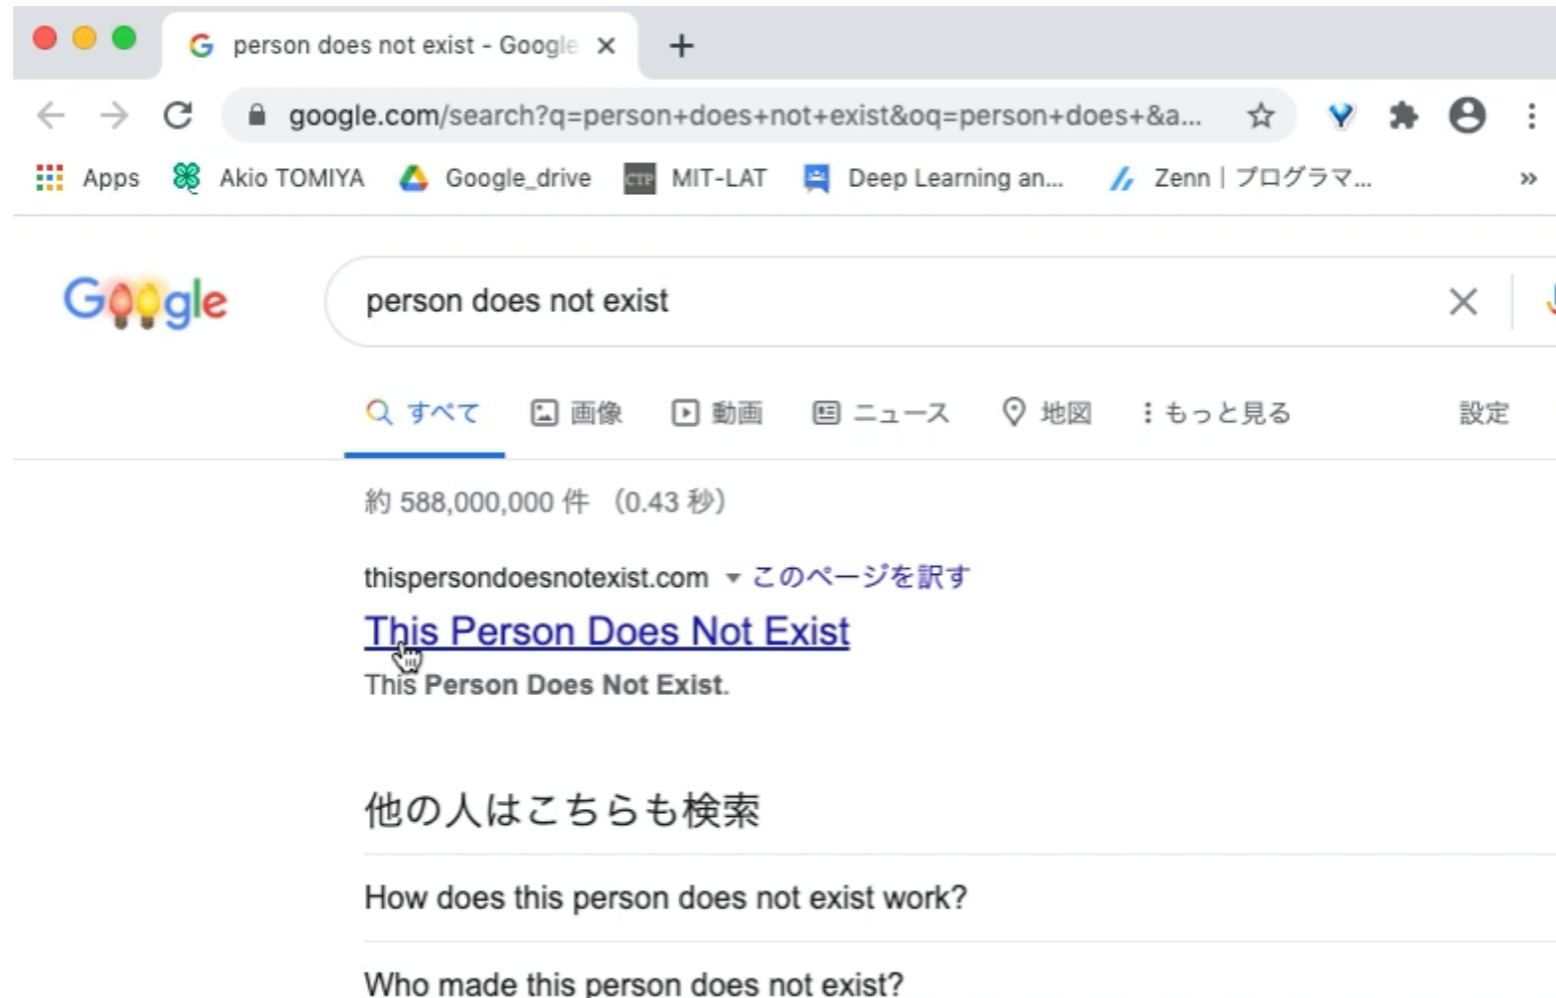 person does not exist - Google
google.com/search?q=person+does+not+exist&oq=person+does+&a...
Apps Akio TOMIYA Google_drive CTP MIT-LAT Deep Learning an... Zenn｜プログラマ... »
Google person does not exist
すべて 画像 動画 ニュース 地図 もっと見る 設定
約 588,000,000 件 （0.43 秒）
thispersondoesnotexist.com このページを訳す
This Person Does Not Exist
This Person Does Not Exist.
他の人はこちらも検索
How does this person does not exist work?
Who made this person does not exist?